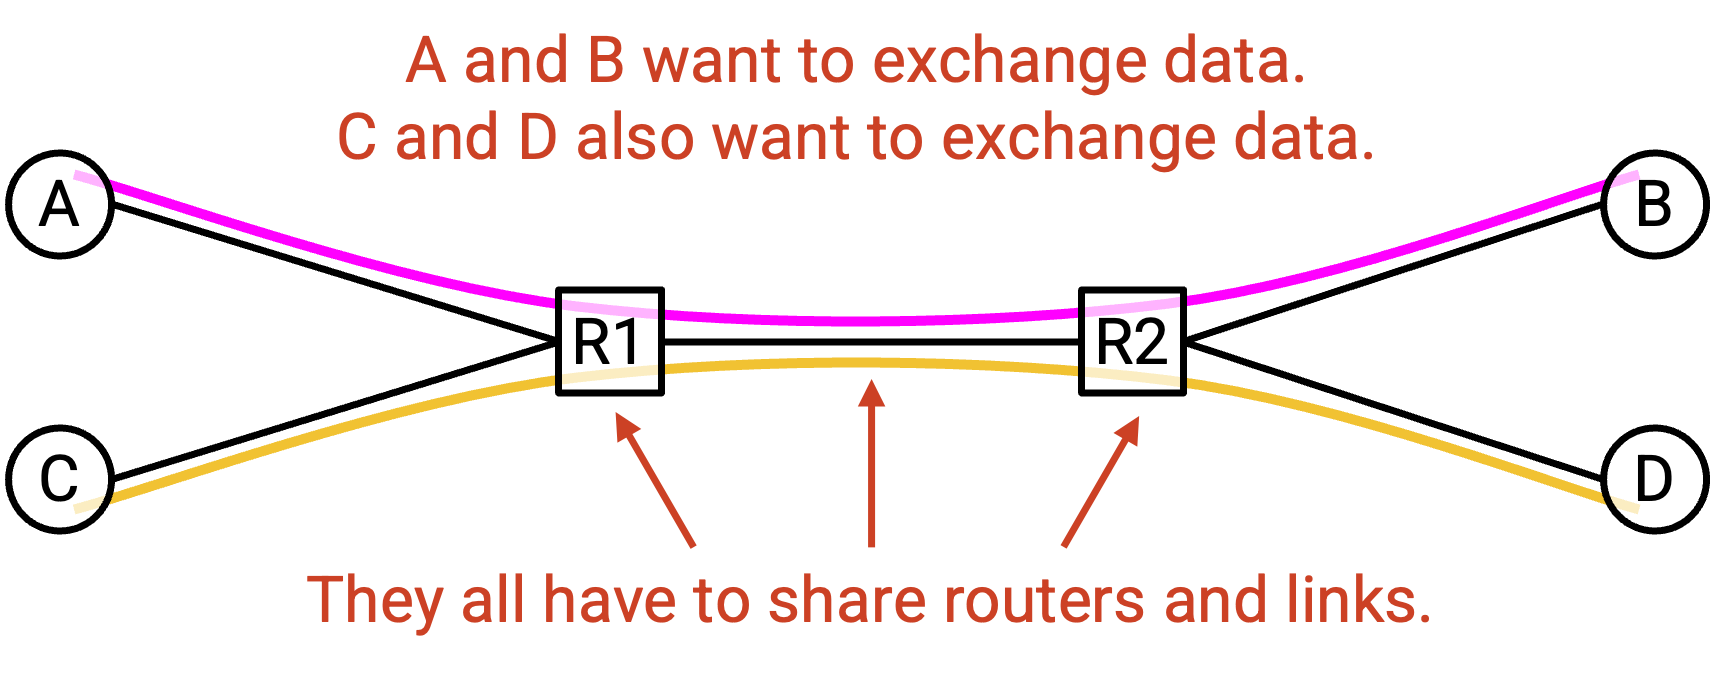 A and B want to exchange data.
C and D also want to exchange data.
A
B
R1
R2
C
D
They all have to share routers and links.